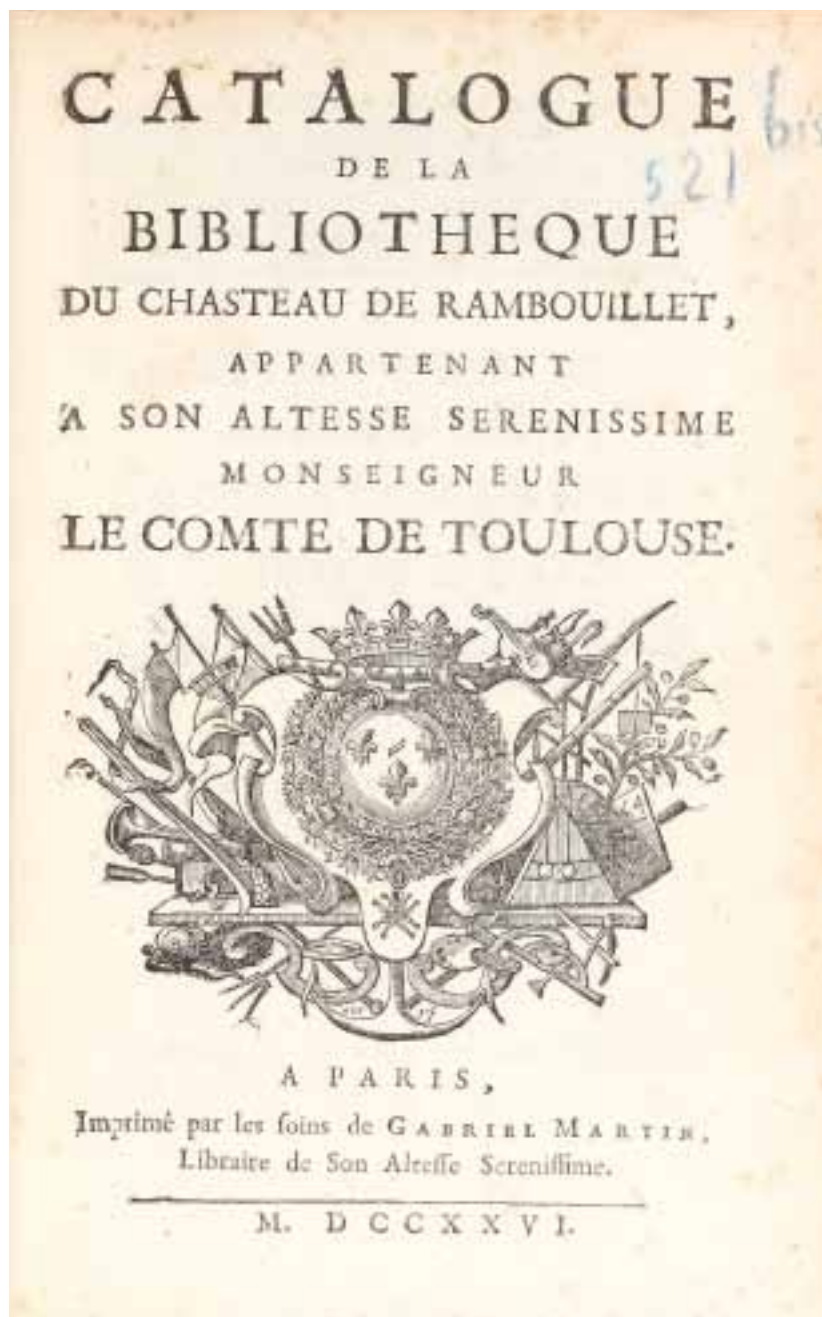 CATALOGUE
bis
521
DE LA
BIBLIOTHEQUE
DU CHASTEAU DE RAMBOUILLET,
APPARTENANT
A SON ALTESSE SERENISSIME
MONSEIGNEUR
LE COMTE DE TOULOUSE.
A PARIS,
Imprimé par les soins de GABRIEL MARTIN,
Libraire de Son Altesse Serenissime.
M. DCCXXVI.